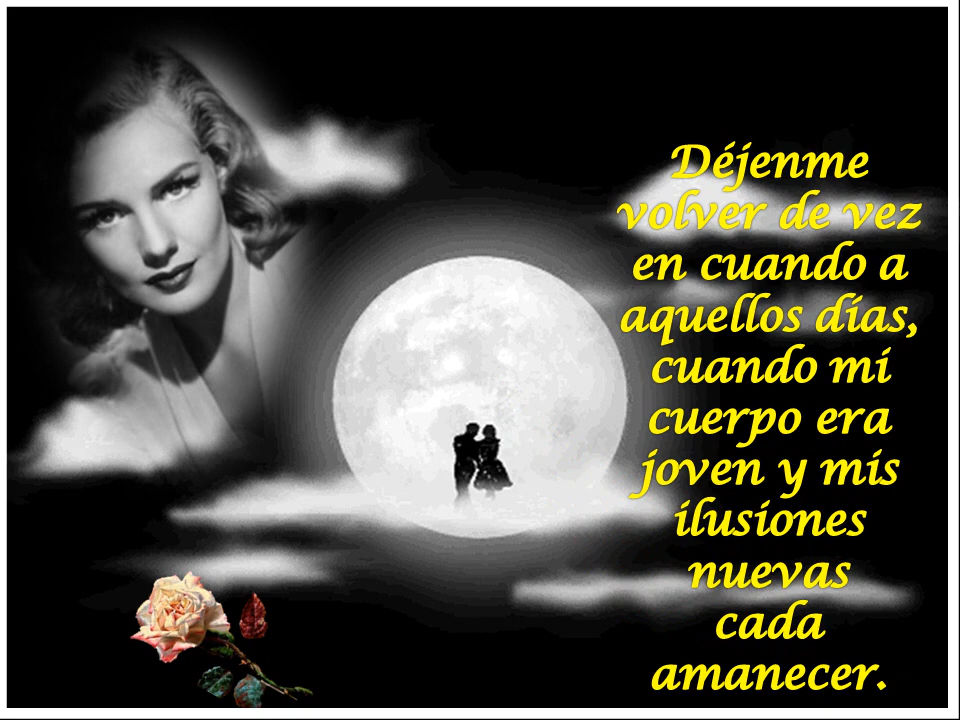 Déjenme
volver de vez
en cuando a
aquellos días,
cuando mi
cuerpo era
joven y mis
ilusiones
nuevas
cada
amanecer.